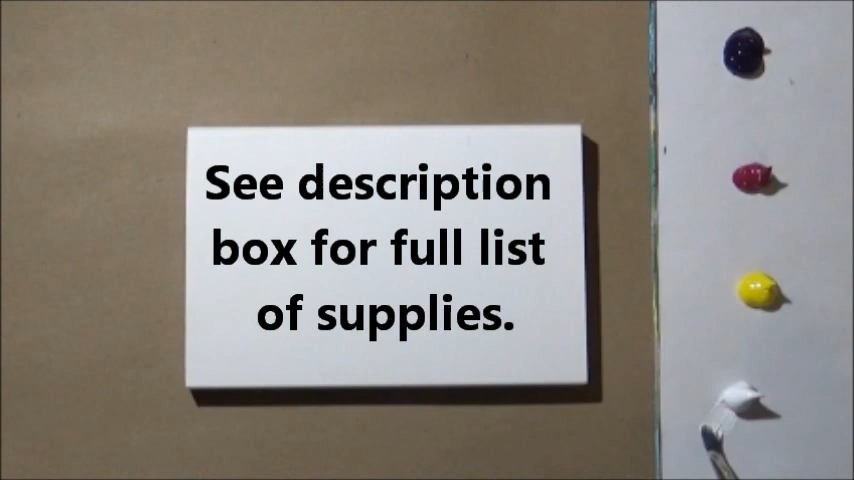 See description
box for full list
of supplies.